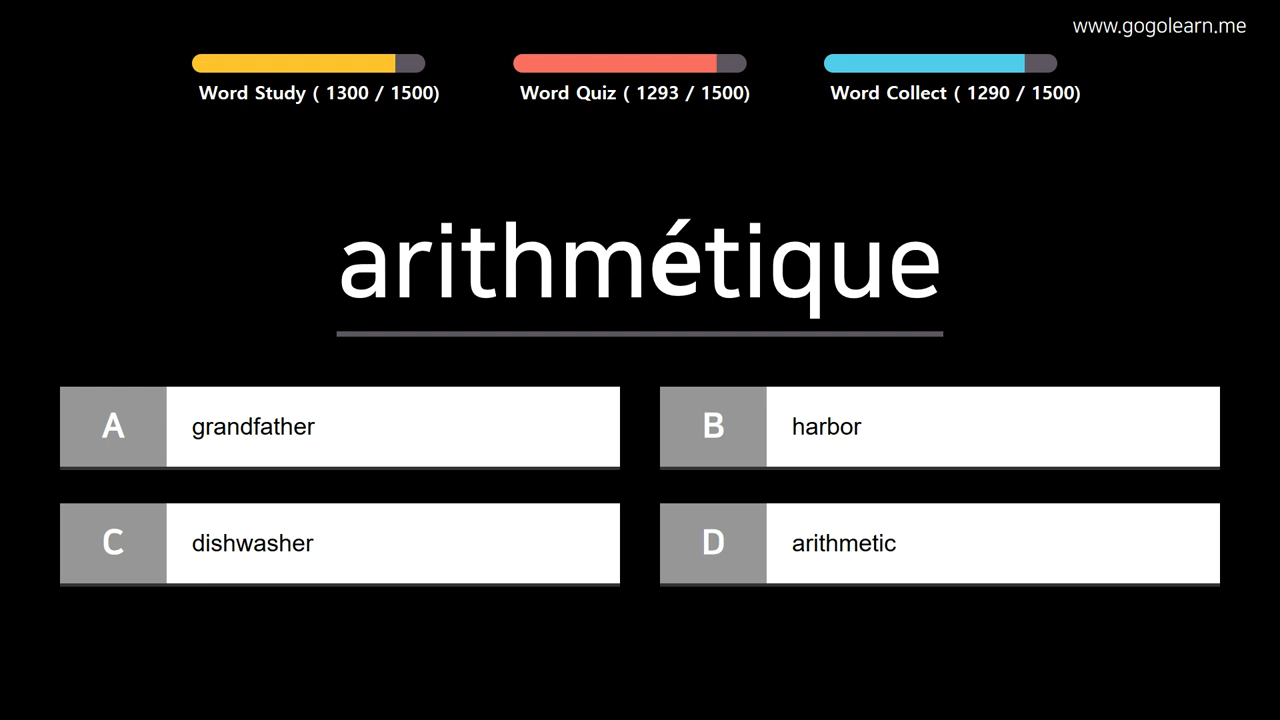 www.gogolearn.me
Word Study ( 1300 / 1500)
Word Quiz ( 1293 / 1500)
Word Collect ( 1290 / 1500)
arithmétique
A grandfather
B harbor
C dishwasher
D arithmetic